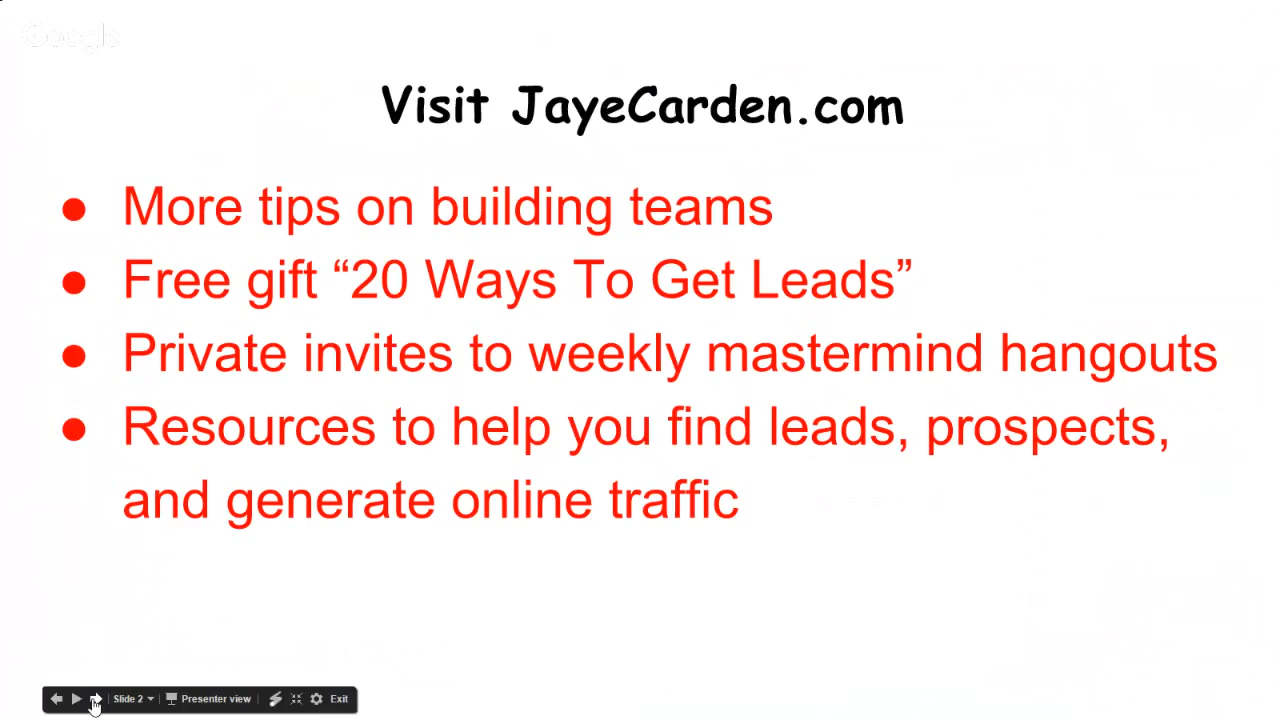 Google
Visit JayeCarden.com
● More tips on building teams
● Free gift “20 Ways To Get Leads”
● Private invites to weekly mastermind hangouts
● Resources to help you find leads, prospects,
and generate online traffic
Slide 2 Presenter view Exit